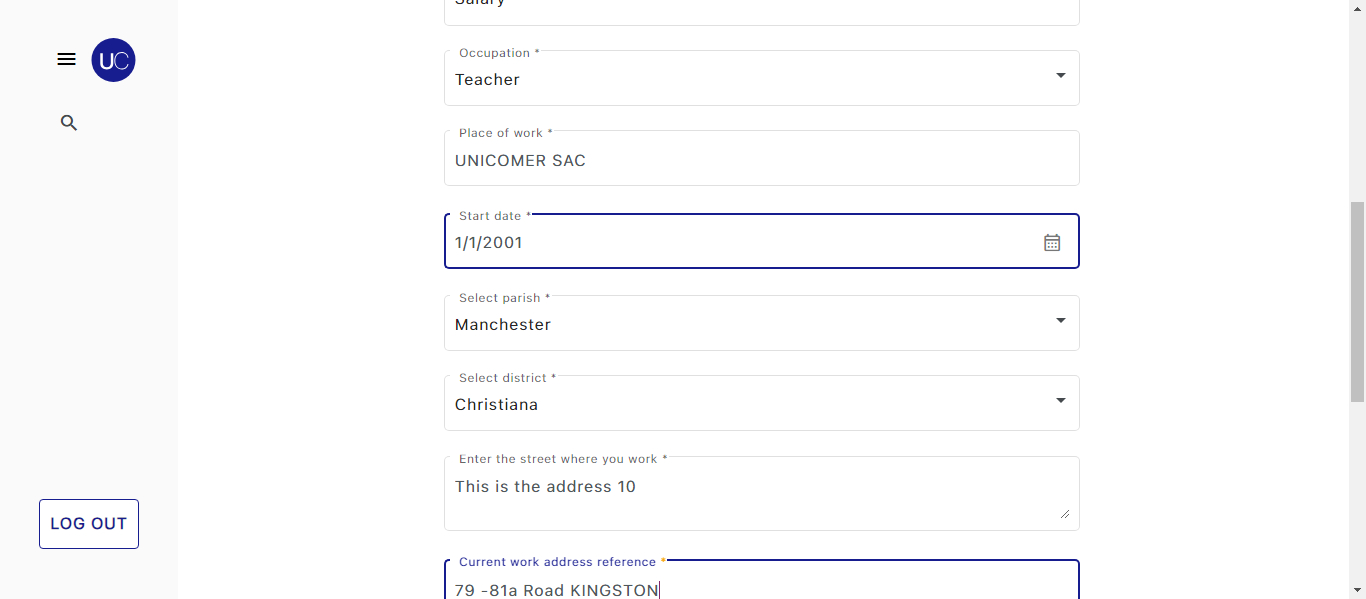 Salary
UC
Occupation *
Teacher
Place of work *
UNICOMER SAC
Start date *
1/1/2001
Select parish *
Manchester
Select district *
Christiana
Enter the street where you work *
This is the address 10
LOG OUT
Current work address reference *
79 -81a Road KINGSTON